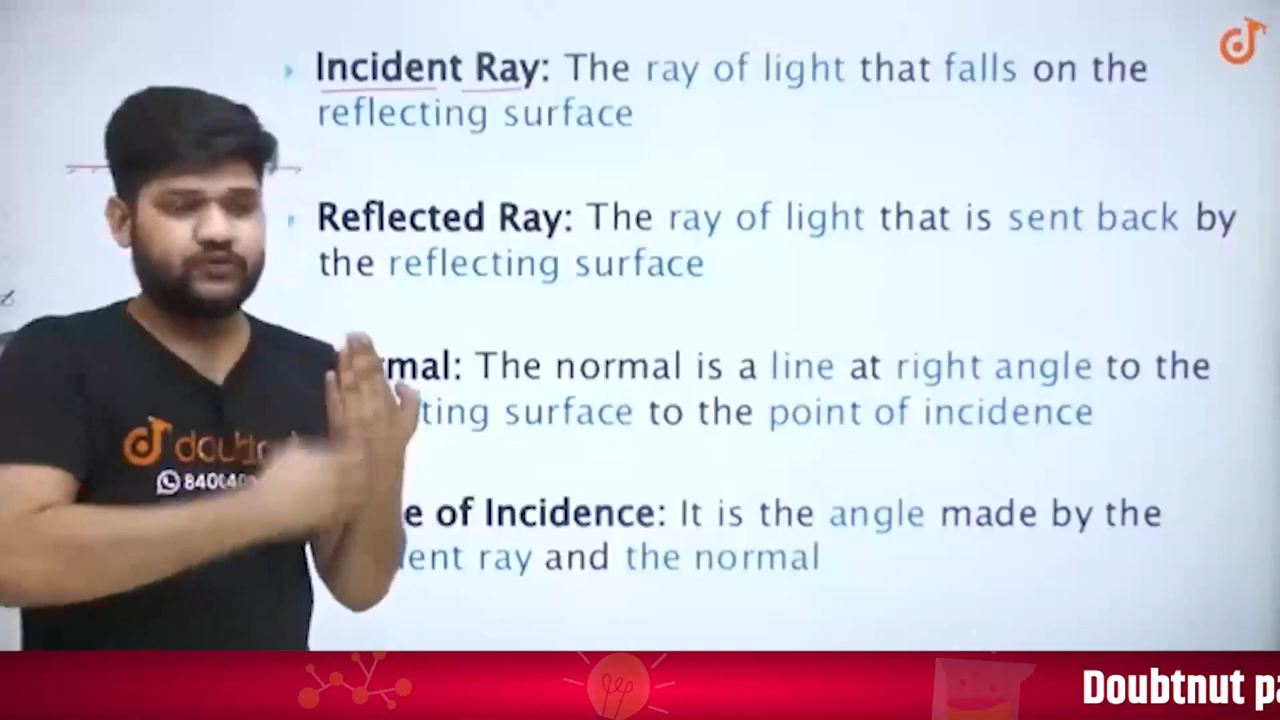 Incident Ray: The ray of light that falls on the
reflecting surface
Reflected Ray: The ray of light that is sent back by
the reflecting surface
mal: The normal is a line at right angle to the
ting surface to the point of incidence
e of Incidence: It is the angle made by the
ent ray and the normal
Doubtnut pa